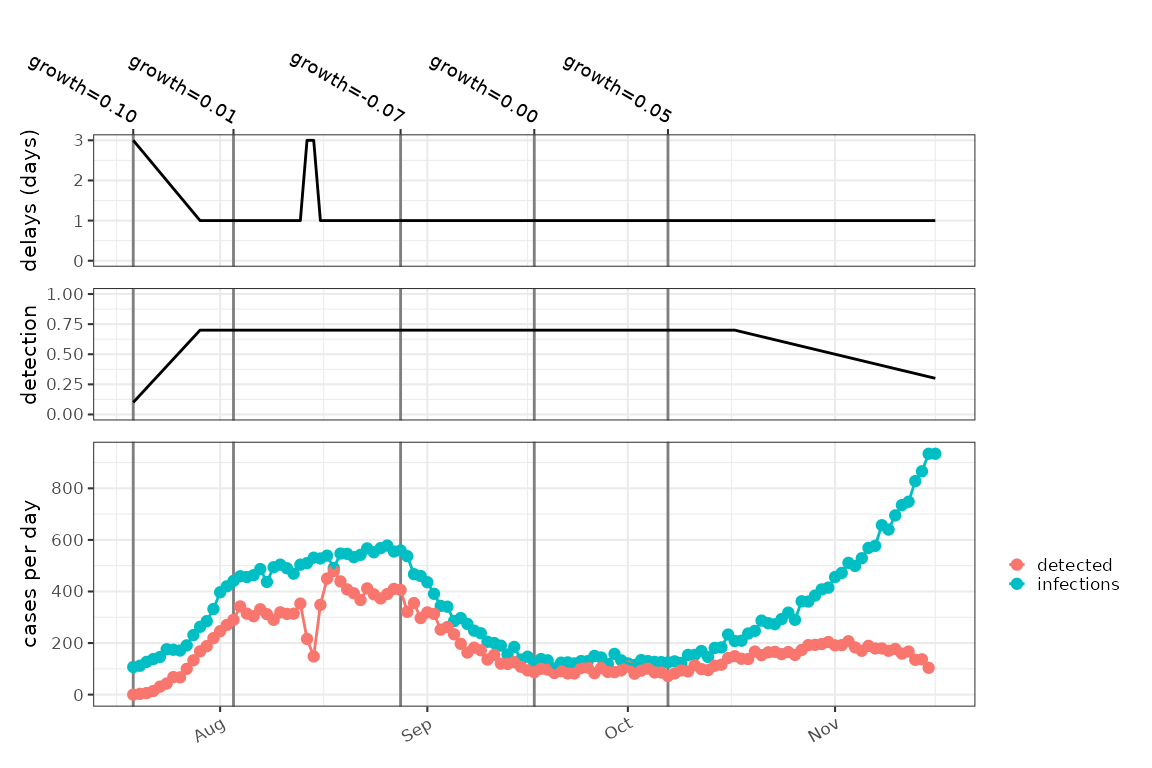 growth=0.10
growth=0.01
growth=-0.07
growth=0.00
growth=0.05
delays (days)
3
2
1
0
detection
1.00
0.75
0.50
0.25
0.00
cases per day
800
600
400
200
0
Aug
Sep
Oct
Nov
detected
infections